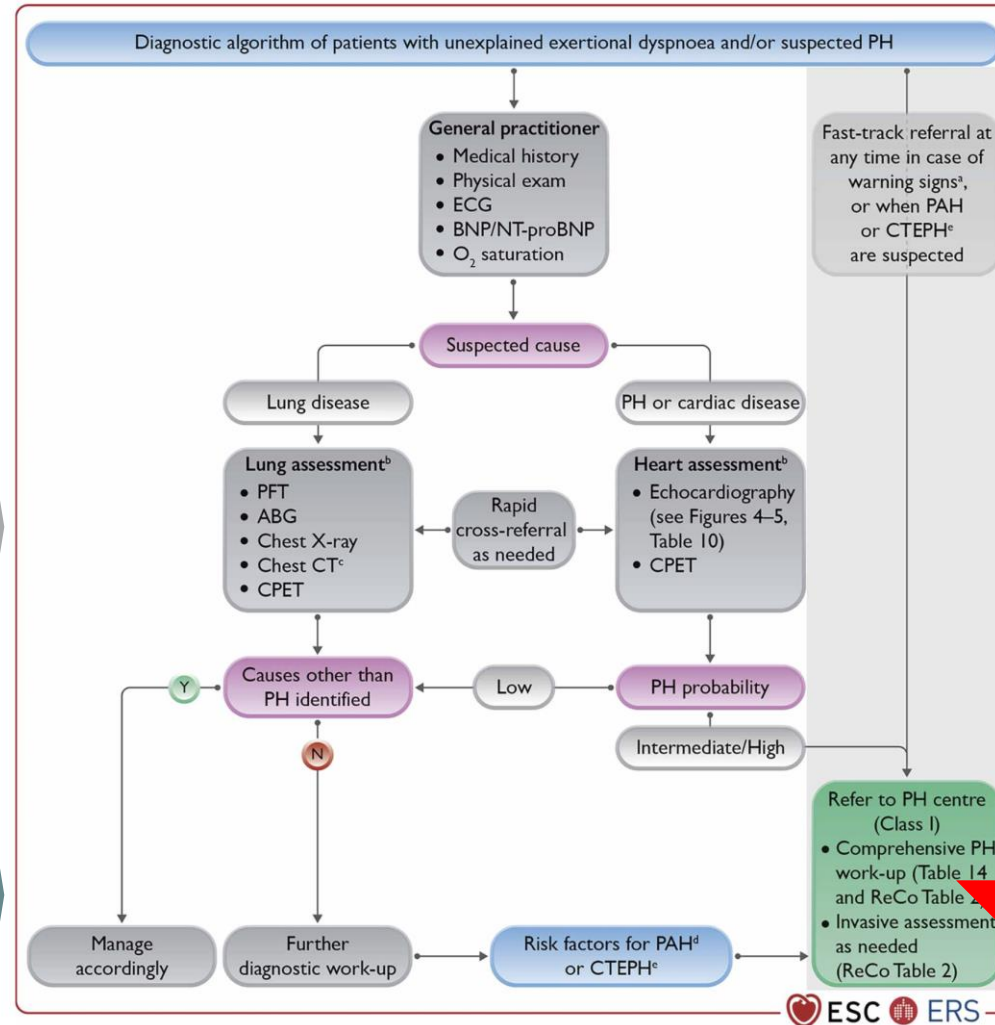 Diagnostic algorithm of patients with unexplained exertional dyspnoea and/or suspected PH
General practitioner
• Medical history
• Physical exam
• ECG
• BNP/NT-proBNP
• O₂ saturation
Fast-track referral at
any time in case of
warning signsᵃ,
or when PAH
or CTEPHᵉ
are suspected
Suspected cause
Lung disease
PH or cardiac disease
Lung assessmentᵇ
• PFT
• ABG
• Chest X-ray
• Chest CTᶜ
• CPET
Rapid
cross-referral
as needed
Heart assessmentᵇ
• Echocardiography
(see Figures 4–5,
Table 10)
• CPET
Y
Causes other than
PH identified
Low
PH probability
N
Intermediate/High
Refer to PH centre
(Class I)
• Comprehensive PH
work-up (Table 14
and ReCo Table
• Invasive assessment
as needed
(ReCo Table 2)
Manage
accordingly
Further
diagnostic work-up
Risk factors for PAHᵈ
or CTEPHᵉ
ESC ERS